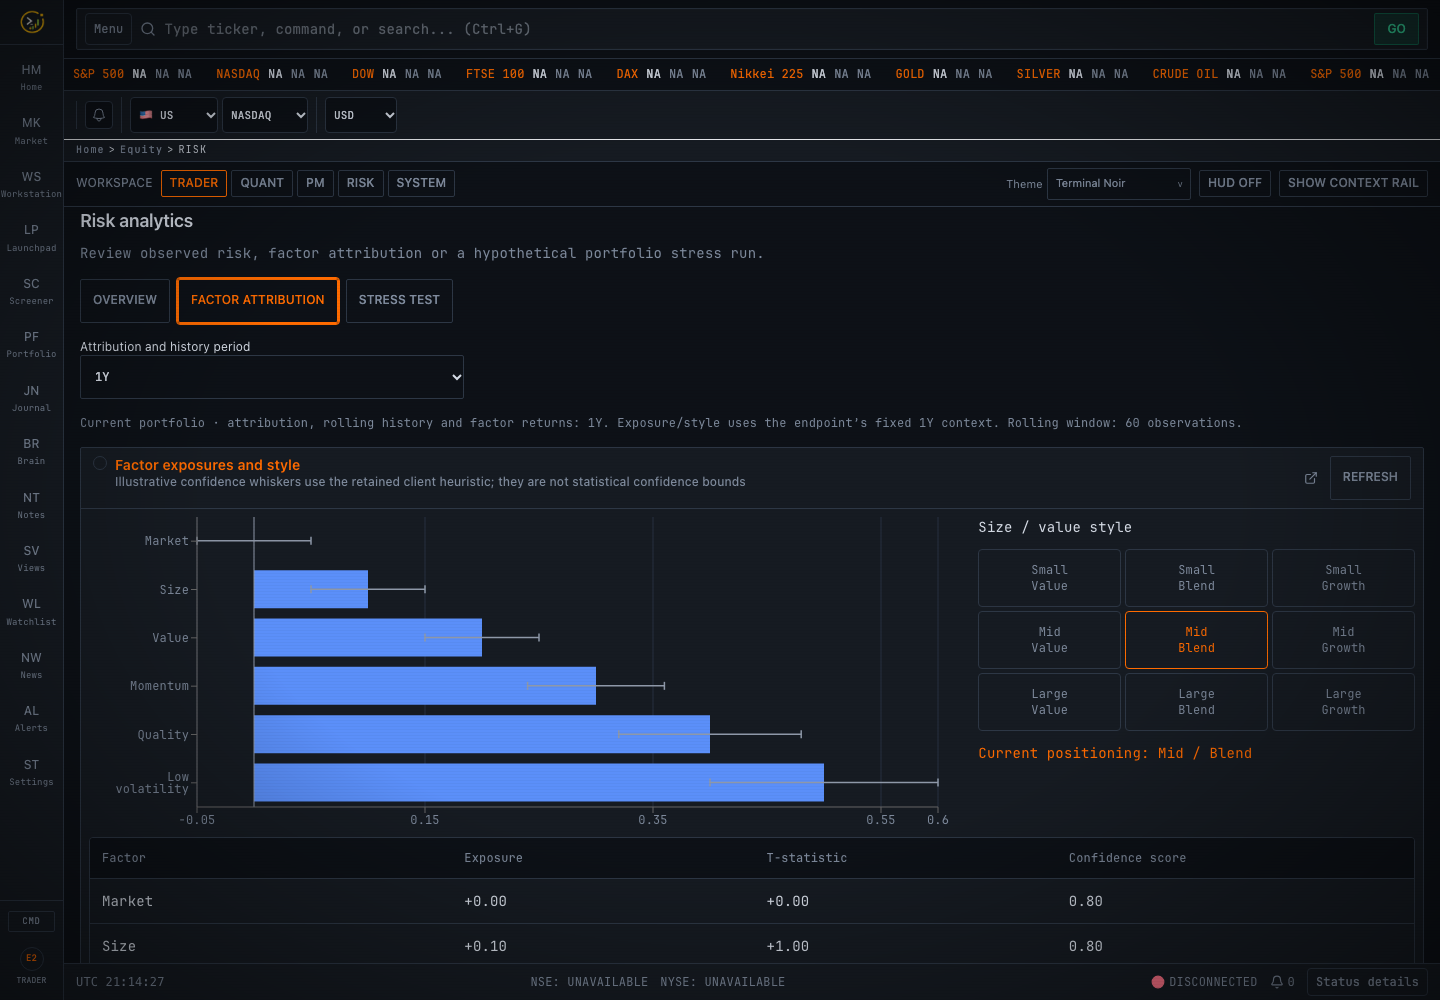 Menu
Type ticker, command, or search... (Ctrl+G)
GO
S&P 500 NA NA NA NASDAQ NA NA NA DOW NA NA NA FTSE 100 NA NA NA DAX NA NA NA Nikkei 225 NA NA NA GOLD NA NA NA SILVER NA NA NA CRUDE OIL NA NA NA S&P 500 NA NA NA
US NASDAQ USD
Home > Equity > RISK
WORKSPACE TRADER QUANT PM RISK SYSTEM
Theme Terminal Noir v HUD OFF SHOW CONTEXT RAIL
HM
Home
MK
Market
WS
Workstation
LP
Launchpad
SC
Screener
PF
Portfolio
JN
Journal
BR
Brain
NT
Notes
SV
Views
WL
Watchlist
NW
News
AL
Alerts
ST
Settings
CMD
E2
TRADER
Risk analytics
Review observed risk, factor attribution or a hypothetical portfolio stress run.
OVERVIEW FACTOR ATTRIBUTION STRESS TEST
Attribution and history period
1Y
Current portfolio · attribution, rolling history and factor returns: 1Y. Exposure/style uses the endpoint's fixed 1Y context. Rolling window: 60 observations.
Factor exposures and style
Illustrative confidence whiskers use the retained client heuristic; they are not statistical confidence bounds
REFRESH
Market
Size
Value
Momentum
Quality
Low
volatility
-0.05 0.15 0.35 0.55 0.6
Size / value style
Small
Value
Small
Blend
Small
Growth
Mid
Value
Mid
Blend
Mid
Growth
Large
Value
Large
Blend
Large
Growth
Current positioning: Mid / Blend
Factor Exposure T-statistic Confidence score
Market +0.00 +0.00 0.80
Size +0.10 +1.00 0.80
UTC 21:14:27 NSE: UNAVAILABLE NYSE: UNAVAILABLE DISCONNECTED 0 Status details